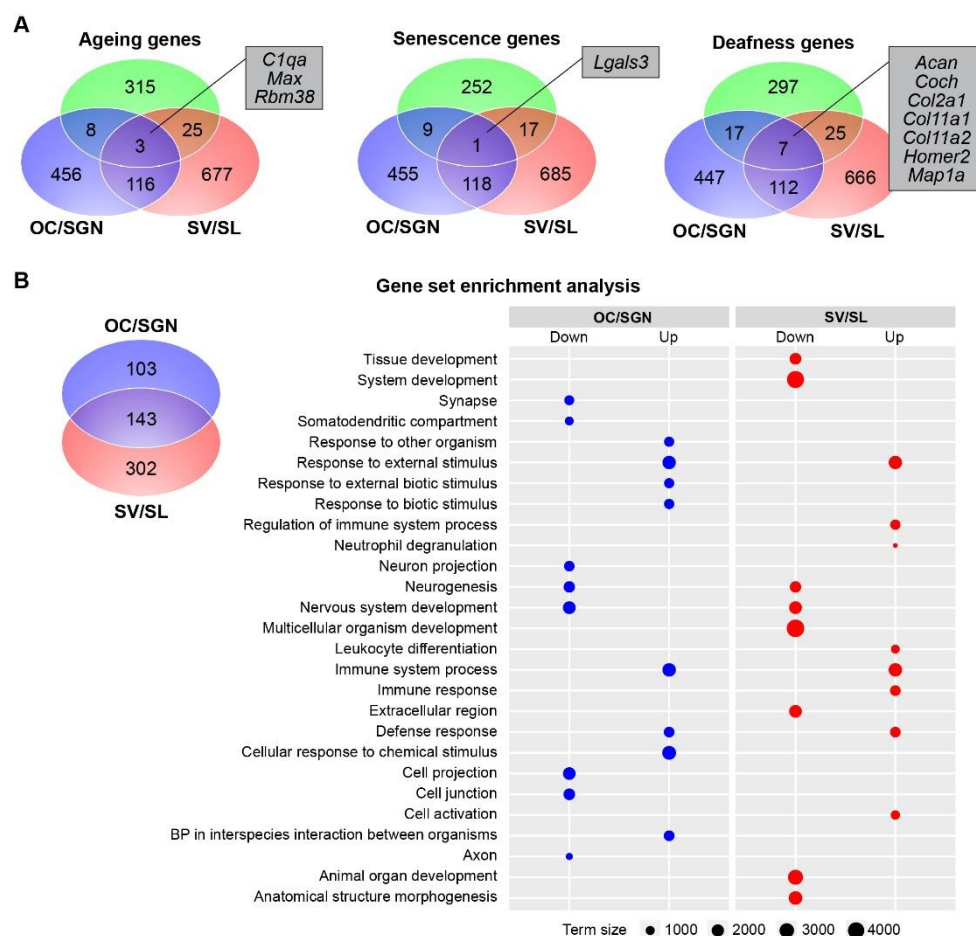 A
Ageing genes
315
8
3
25
456
116
677
OC/SGN
SV/SL
C1qa
Max
Rbm38
Senescence genes
252
9
1
17
455
118
685
OC/SGN
SV/SL
Lgals3
Deafness genes
297
17
7
25
447
112
666
OC/SGN
SV/SL
Acan
Coch
Col2a1
Col11a1
Col11a2
Homer2
Map1a
B
OC/SGN
103
143
302
SV/SL
Gene set enrichment analysis
OC/SGN SV/SL
Down Up Down Up
Tissue development
System development
Synapse
Somatodendritic compartment
Response to other organism
Response to external stimulus
Response to external biotic stimulus
Response to biotic stimulus
Regulation of immune system process
Neutrophil degranulation
Neuron projection
Neurogenesis
Nervous system development
Multicellular organism development
Leukocyte differentiation
Immune system process
Immune response
Extracellular region
Defense response
Cellular response to chemical stimulus
Cell projection
Cell junction
Cell activation
BP in interspecies interaction between organisms
Axon
Animal organ development
Anatomical structure morphogenesis
Term size 1000 2000 3000 4000